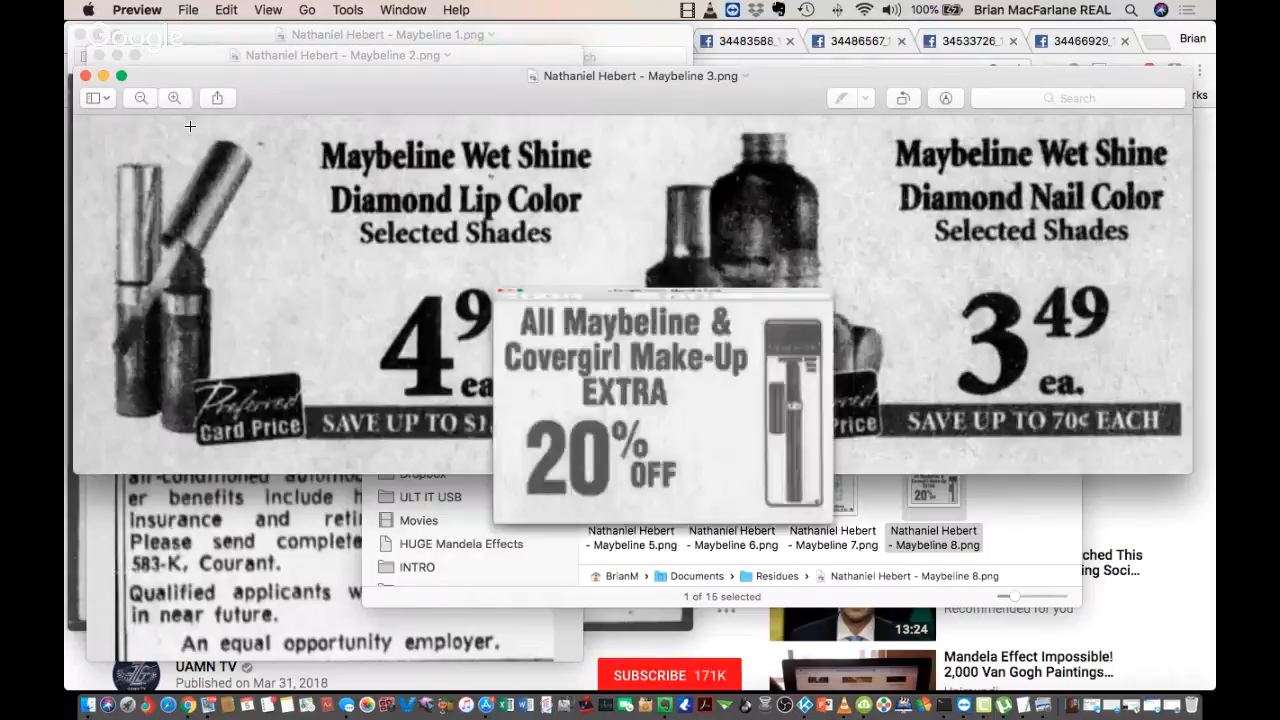 Preview File Edit View Go Tools Window Help 100% Brian MacFarlane REAL
Google
Nathaniel Hebert - Maybeline 1.png
34483588_1 34486567_1 34533726_1 34466929_1 Brian
Nathaniel Hebert - Maybeline 2.png
Nathaniel Hebert - Maybeline 3.png
Search
Maybeline Wet Shine
Diamond Lip Color
Selected Shades
4 9
ea
Preferred
Card Price
SAVE UP TO $1.
Maybeline Wet Shine
Diamond Nail Color
Selected Shades
3 49
ea.
SAVE UP TO 70¢ EACH
All Maybeline &
Covergirl Make-Up
EXTRA
20% OFF
er benefits include
Insurance and
Please send complete
583-K, Courant.
Qualified applicants
in near future.
An equal opportunity employer.
ULT IT USB
Movies
HUGE Mandela Effects
INTRO
Nathaniel Hebert
- Maybeline 5.png
Nathaniel Hebert
- Maybeline 6.png
Nathaniel Hebert
- Maybeline 7.png
Nathaniel Hebert
- Maybeline 8.png
BrianM › Documents › Residues › Nathaniel Hebert - Maybeline 8.png
1 of 15 selected
Recommended for you
13:24
Mandela Effect Impossible!
2,000 Van Gogh Paintings...
UAMN TV
Published on Mar 31, 2018
SUBSCRIBE 171K